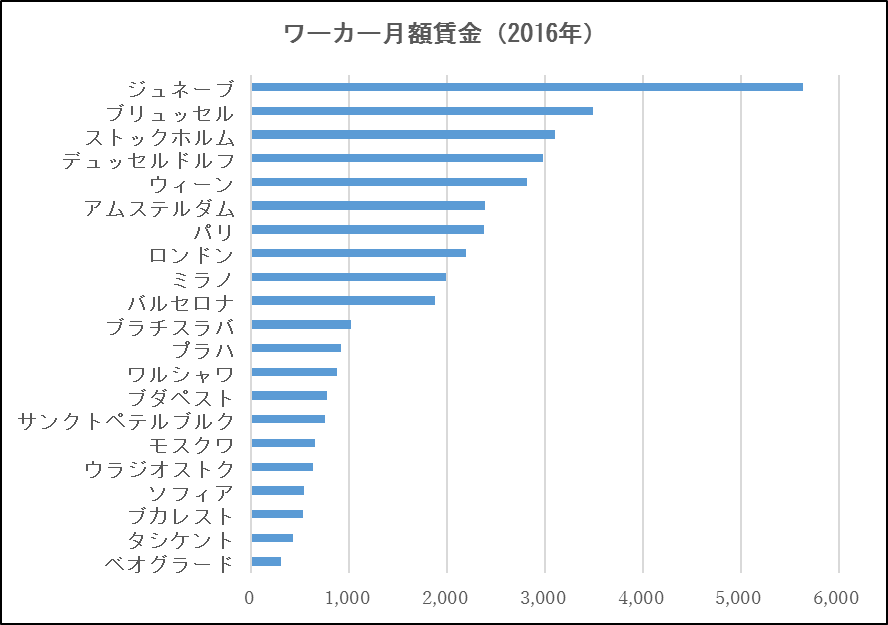 ワーカー月額賃金（2016年）
ジュネーブ
ブリュッセル
ストックホルム
デュッセルドルフ
ウィーン
アムステルダム
パリ
ロンドン
ミラノ
バルセロナ
ブラチスラバ
プラハ
ワルシャワ
ブダペスト
サンクトペテルブルク
モスクワ
ウラジオストク
ソフィア
ブカレスト
タシケント
ベオグラード
0 1,000 2,000 3,000 4,000 5,000 6,000